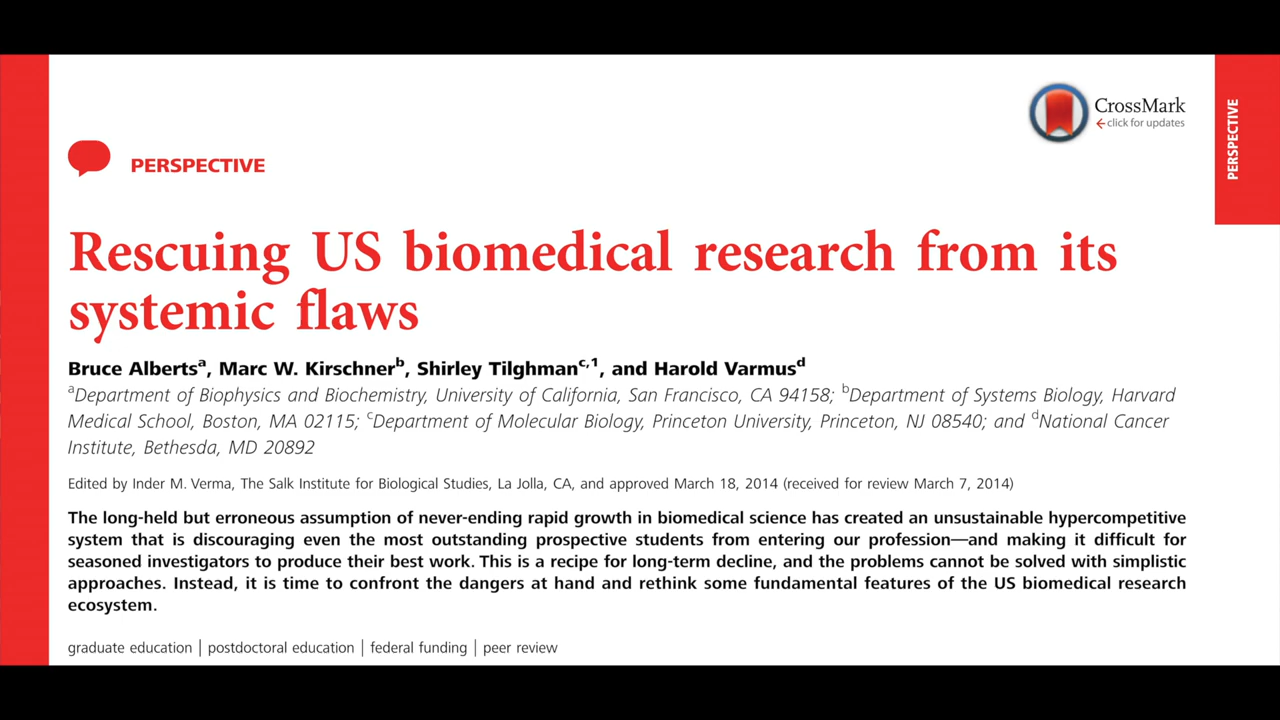 CrossMark
click for updates
PERSPECTIVE
PERSPECTIVE
Rescuing US biomedical research from its
systemic flaws
Bruce Albertsᵃ, Marc W. Kirschnerᵇ, Shirley Tilghmanᶜ,¹, and Harold Varmusᵈ
ᵃDepartment of Biophysics and Biochemistry, University of California, San Francisco, CA 94158; ᵇDepartment of Systems Biology, Harvard
Medical School, Boston, MA 02115; ᶜDepartment of Molecular Biology, Princeton University, Princeton, NJ 08540; and ᵈNational Cancer
Institute, Bethesda, MD 20892
Edited by Inder M. Verma, The Salk Institute for Biological Studies, La Jolla, CA, and approved March 18, 2014 (received for review March 7, 2014)
The long-held but erroneous assumption of never-ending rapid growth in biomedical science has created an unsustainable hypercompetitive
system that is discouraging even the most outstanding prospective students from entering our profession—and making it difficult for
seasoned investigators to produce their best work. This is a recipe for long-term decline, and the problems cannot be solved with simplistic
approaches. Instead, it is time to confront the dangers at hand and rethink some fundamental features of the US biomedical research
ecosystem.
graduate education | postdoctoral education | federal funding | peer review